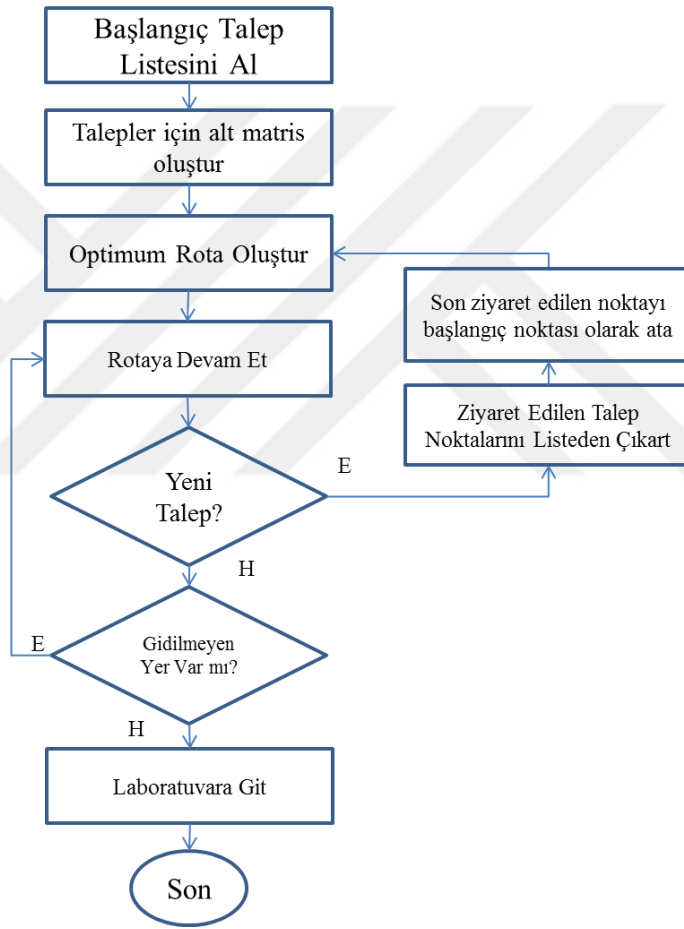 Başlangıç Talep
Listesini Al
Talepler için alt matris
oluştur
Optimum Rota Oluştur
Son ziyaret edilen noktayı
başlangıç noktası olarak ata
Rotaya Devam Et
Ziyaret Edilen Talep
Noktalarını Listeden Çıkart
E
Yeni
Talep?
H
E
Gidilmeyen
Yer Var mı?
H
Laboratuvara Git
Son